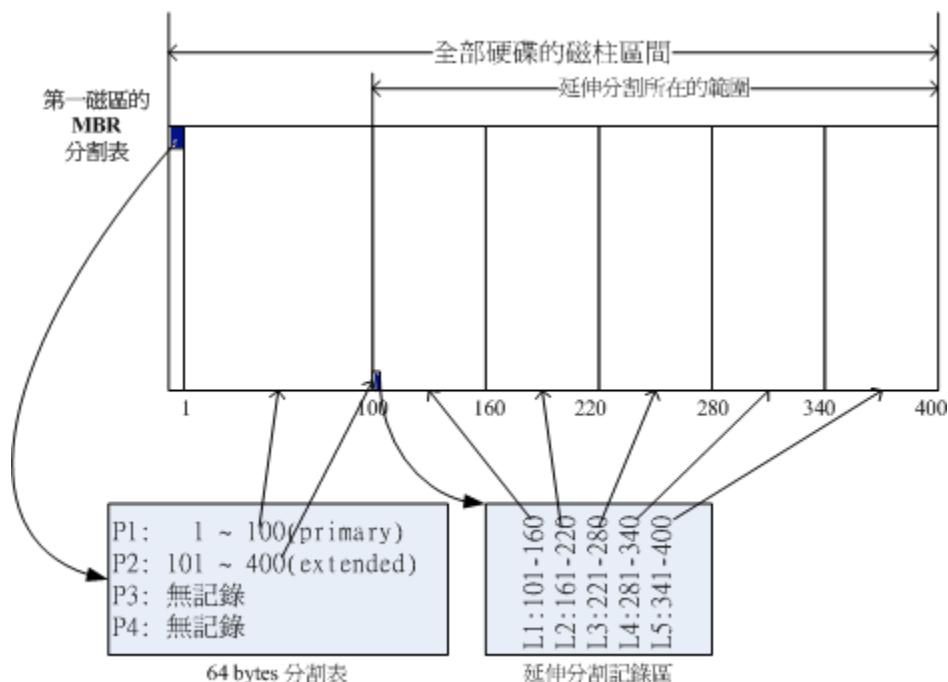 全部硬碟的磁柱區間
延伸分割所在的範圍
第一磁區的
MBR
分割表
1
100
160
220
280
340
400
P1:   1 ~ 100(primary)
P2: 101 ~ 400(extended)
P3: 無記錄
P4: 無記錄
L1:101-160
L2:161-220
L3:221-280
L4:281-340
L5:341-400
64 bytes 分割表
延伸分割記錄區